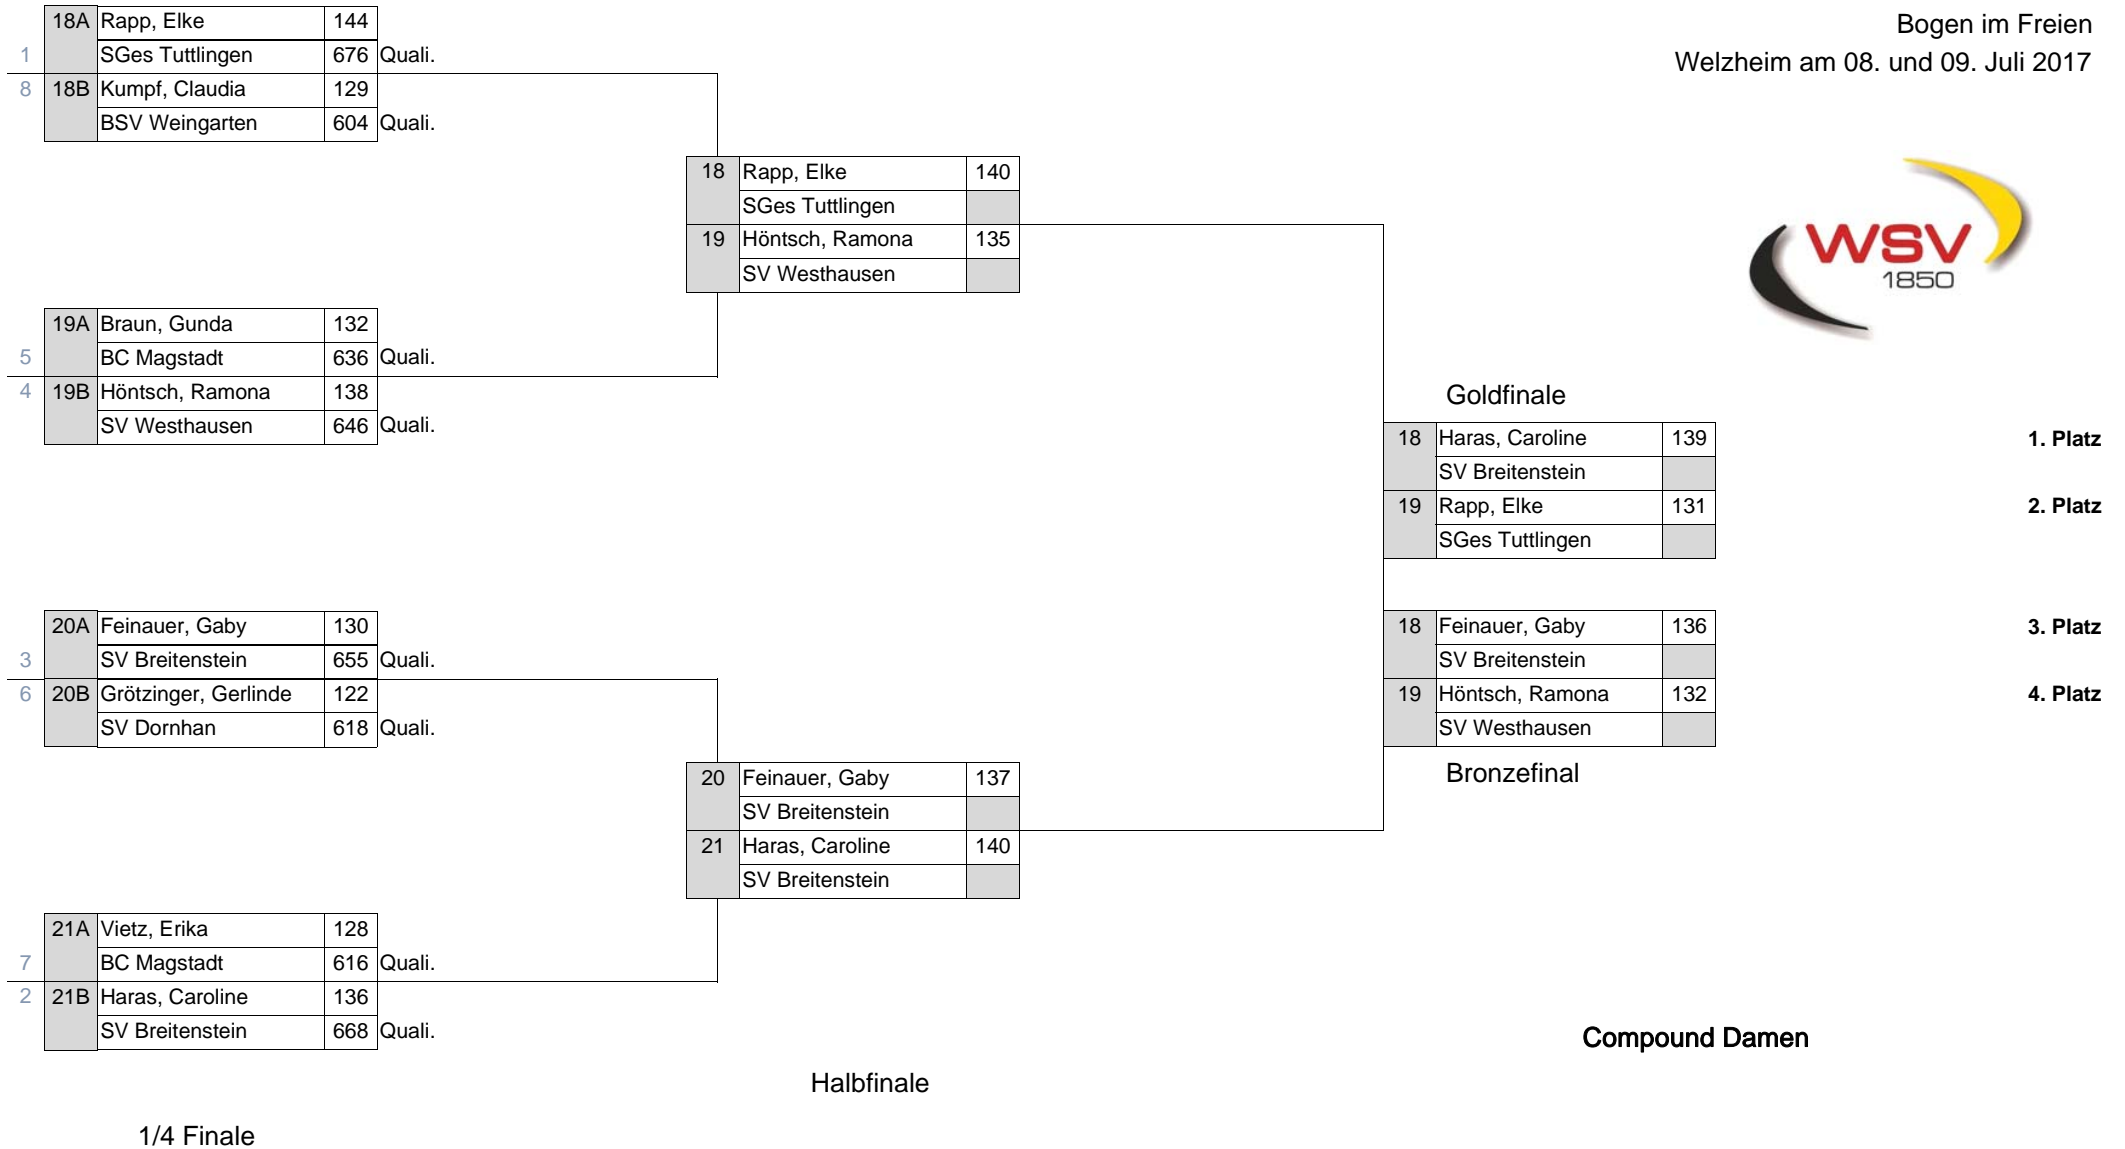 Bogen im Freien
Welzheim am 08. und 09. Juli 2017
WSV
1850
18A Rapp, Elke 144
1 SGes Tuttlingen 676 Quali.
8 18B Kumpf, Claudia 129
BSV Weingarten 604 Quali.
19A Braun, Gunda 132
5 BC Magstadt 636 Quali.
4 19B Höntsch, Ramona 138
SV Westhausen 646 Quali.
20A Feinauer, Gaby 130
3 SV Breitenstein 655 Quali.
6 20B Grötzinger, Gerlinde 122
SV Dornhan 618 Quali.
21A Vietz, Erika 128
7 BC Magstadt 616 Quali.
2 21B Haras, Caroline 136
SV Breitenstein 668 Quali.
1/4 Finale
18 Rapp, Elke 140
SGes Tuttlingen
19 Höntsch, Ramona 135
SV Westhausen
20 Feinauer, Gaby 137
SV Breitenstein
21 Haras, Caroline 140
SV Breitenstein
Halbfinale
Goldfinale
18 Haras, Caroline 139 1. Platz
SV Breitenstein
19 Rapp, Elke 131 2. Platz
SGes Tuttlingen
18 Feinauer, Gaby 136 3. Platz
SV Breitenstein
19 Höntsch, Ramona 132 4. Platz
SV Westhausen
Bronzefinal
Compound Damen